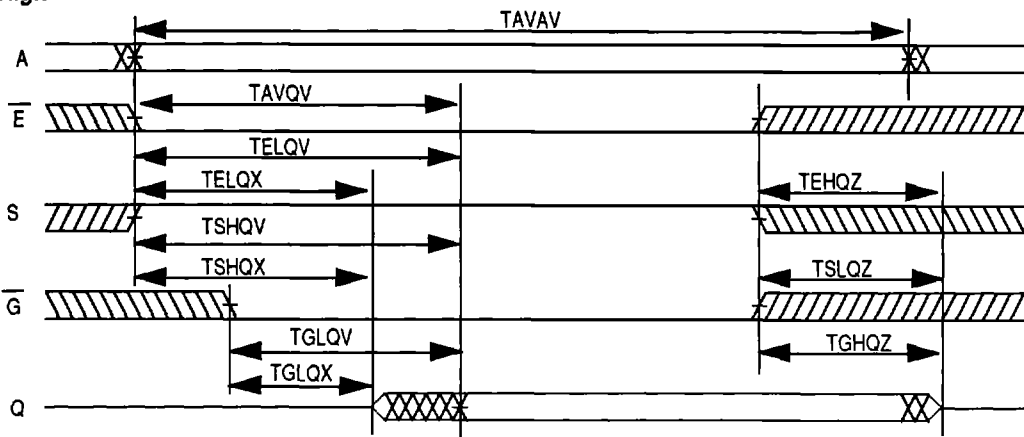 TAVAV
A
TAVQV
E
TELQV
TELQX
TEHQZ
S
TSHQV
TSHQX
TSLQZ
G
TGLQV
TGHQZ
TGLQX
Q